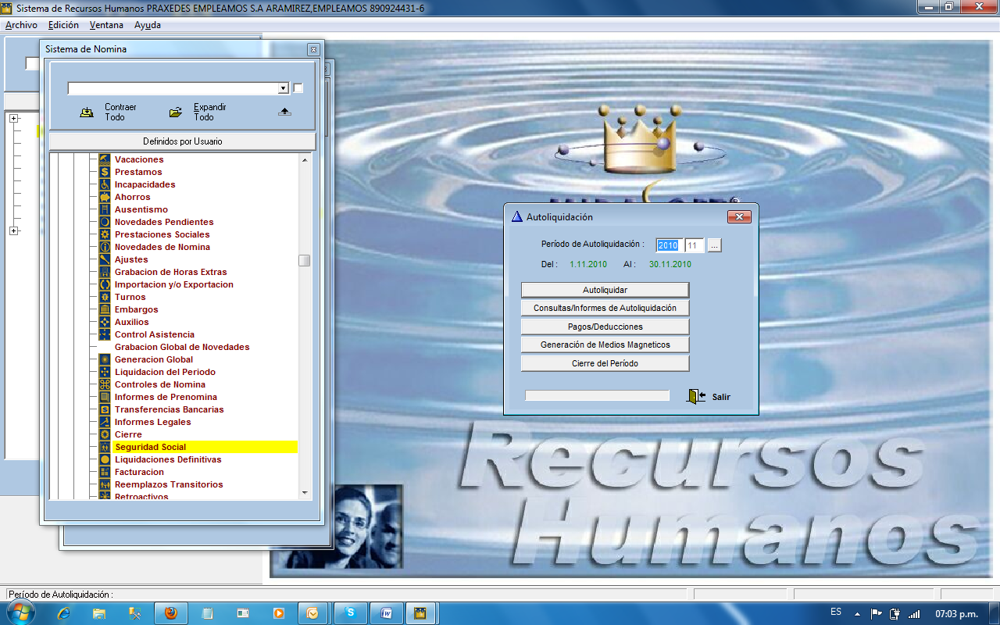 Sistema de Recursos Humanos PRAXEDES EMPLEAMOS S.A ARAMIREZ,EMPLEAMOS 890924431-6
Archivo Edición Ventana Ayuda
Sistema de Nomina
Contraer Todo
Expandir Todo
Definidos por Usuario
Vacaciones
Prestamos
Incapacidades
Ahorros
Ausentismo
Novedades Pendientes
Prestaciones Sociales
Novedades de Nomina
Ajustes
Grabacion de Horas Extras
Importacion y/o Exportacion
Turnos
Embargos
Auxilios
Control Asistencia
Grabacion Global de Novedades
Generacion Global
Liquidacion del Periodo
Controles de Nomina
Informes de Prenomina
Transferencias Bancarias
Informes Legales
Cierre
Seguridad Social
Liquidaciones Definitivas
Facturacion
Reemplazos Transitorios
Retroactivos
Autoliquidación
Período de Autoliquidación : 2010 11 ...
Del : 1.11.2010 Al : 30.11.2010
Autoliquidar
Consultas/Informes de Autoliquidación
Pagos/Deducciones
Generación de Medios Magneticos
Cierre del Período
Salir
Recursos
Humanos
Período de Autoliquidación :
ES 07:03 p.m.